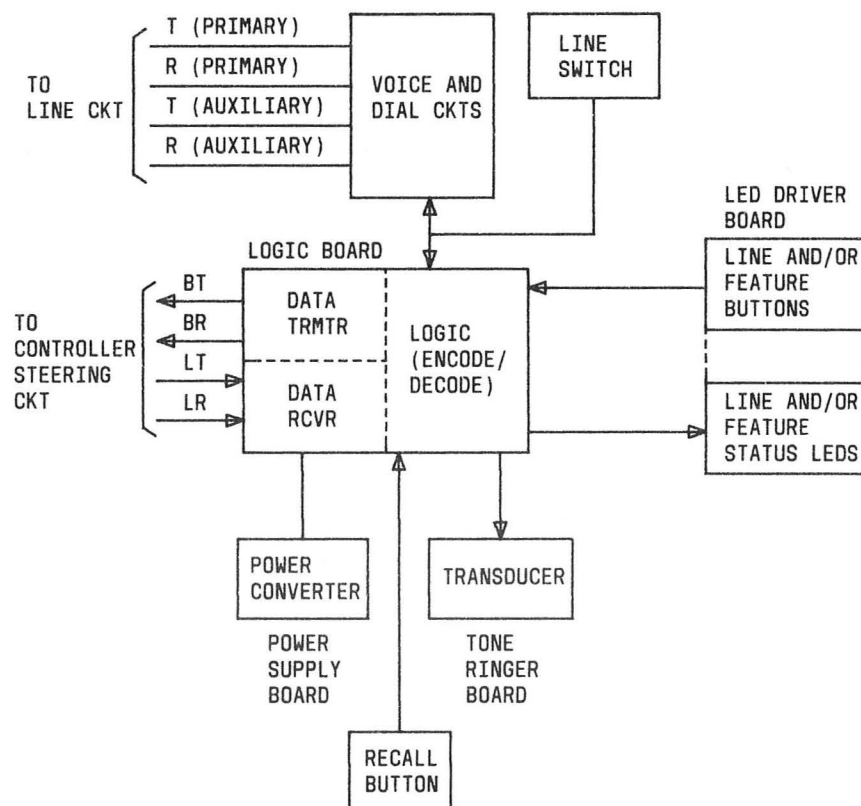 T (PRIMARY)
R (PRIMARY)
T (AUXILIARY)
R (AUXILIARY)
TO
LINE CKT
VOICE AND
DIAL CKTS
LINE
SWITCH
LED DRIVER
BOARD
LINE AND/OR
FEATURE
BUTTONS
LOGIC BOARD
BT
BR
LT
LR
TO
CONTROLLER
STEERING
CKT
DATA
TRMTR
DATA
RCVR
LOGIC
(ENCODE/
DECODE)
LINE AND/OR
FEATURE
STATUS LEDS
POWER
CONVERTER
TRANSDUCER
POWER
SUPPLY
BOARD
TONE
RINGER
BOARD
RECALL
BUTTON